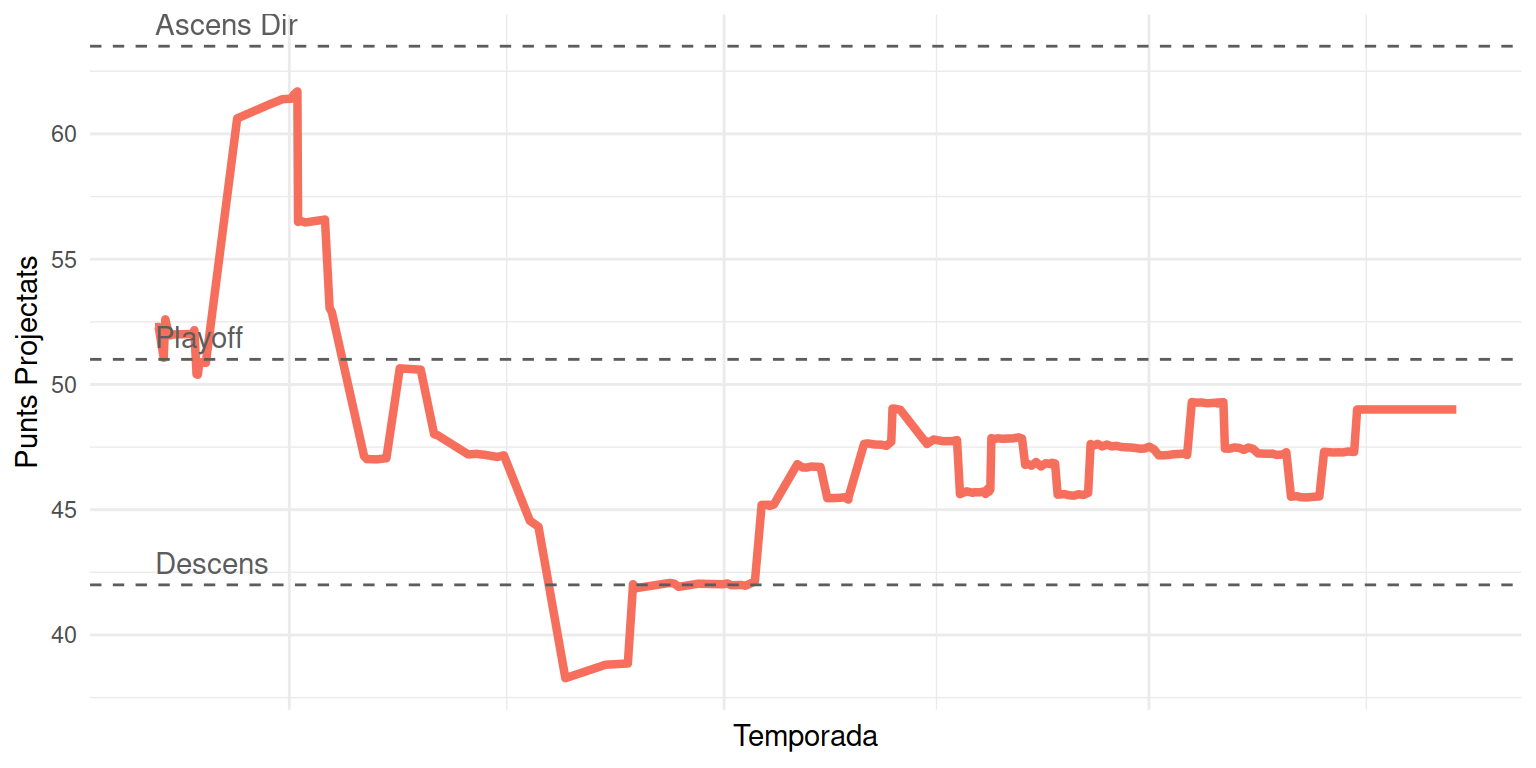 Ascens Dir
60
55
Playoff
50
45
Descens
40
Punts Projectats
Temporada